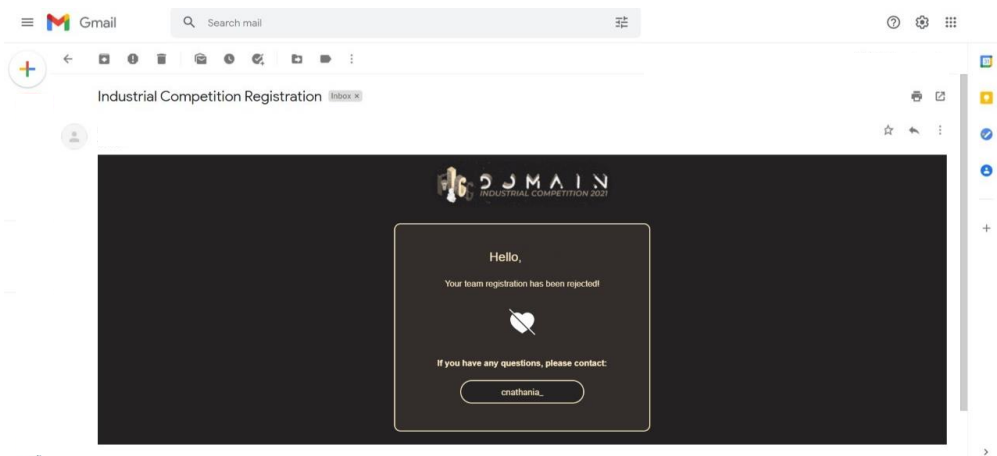 Gmail
Search mail
Industrial Competition Registration Inbox ×
DOMAIN
INDUSTRIAL COMPETITION 2021
Hello,
Your team registration has been rejected!
If you have any questions, please contact:
cnathania_